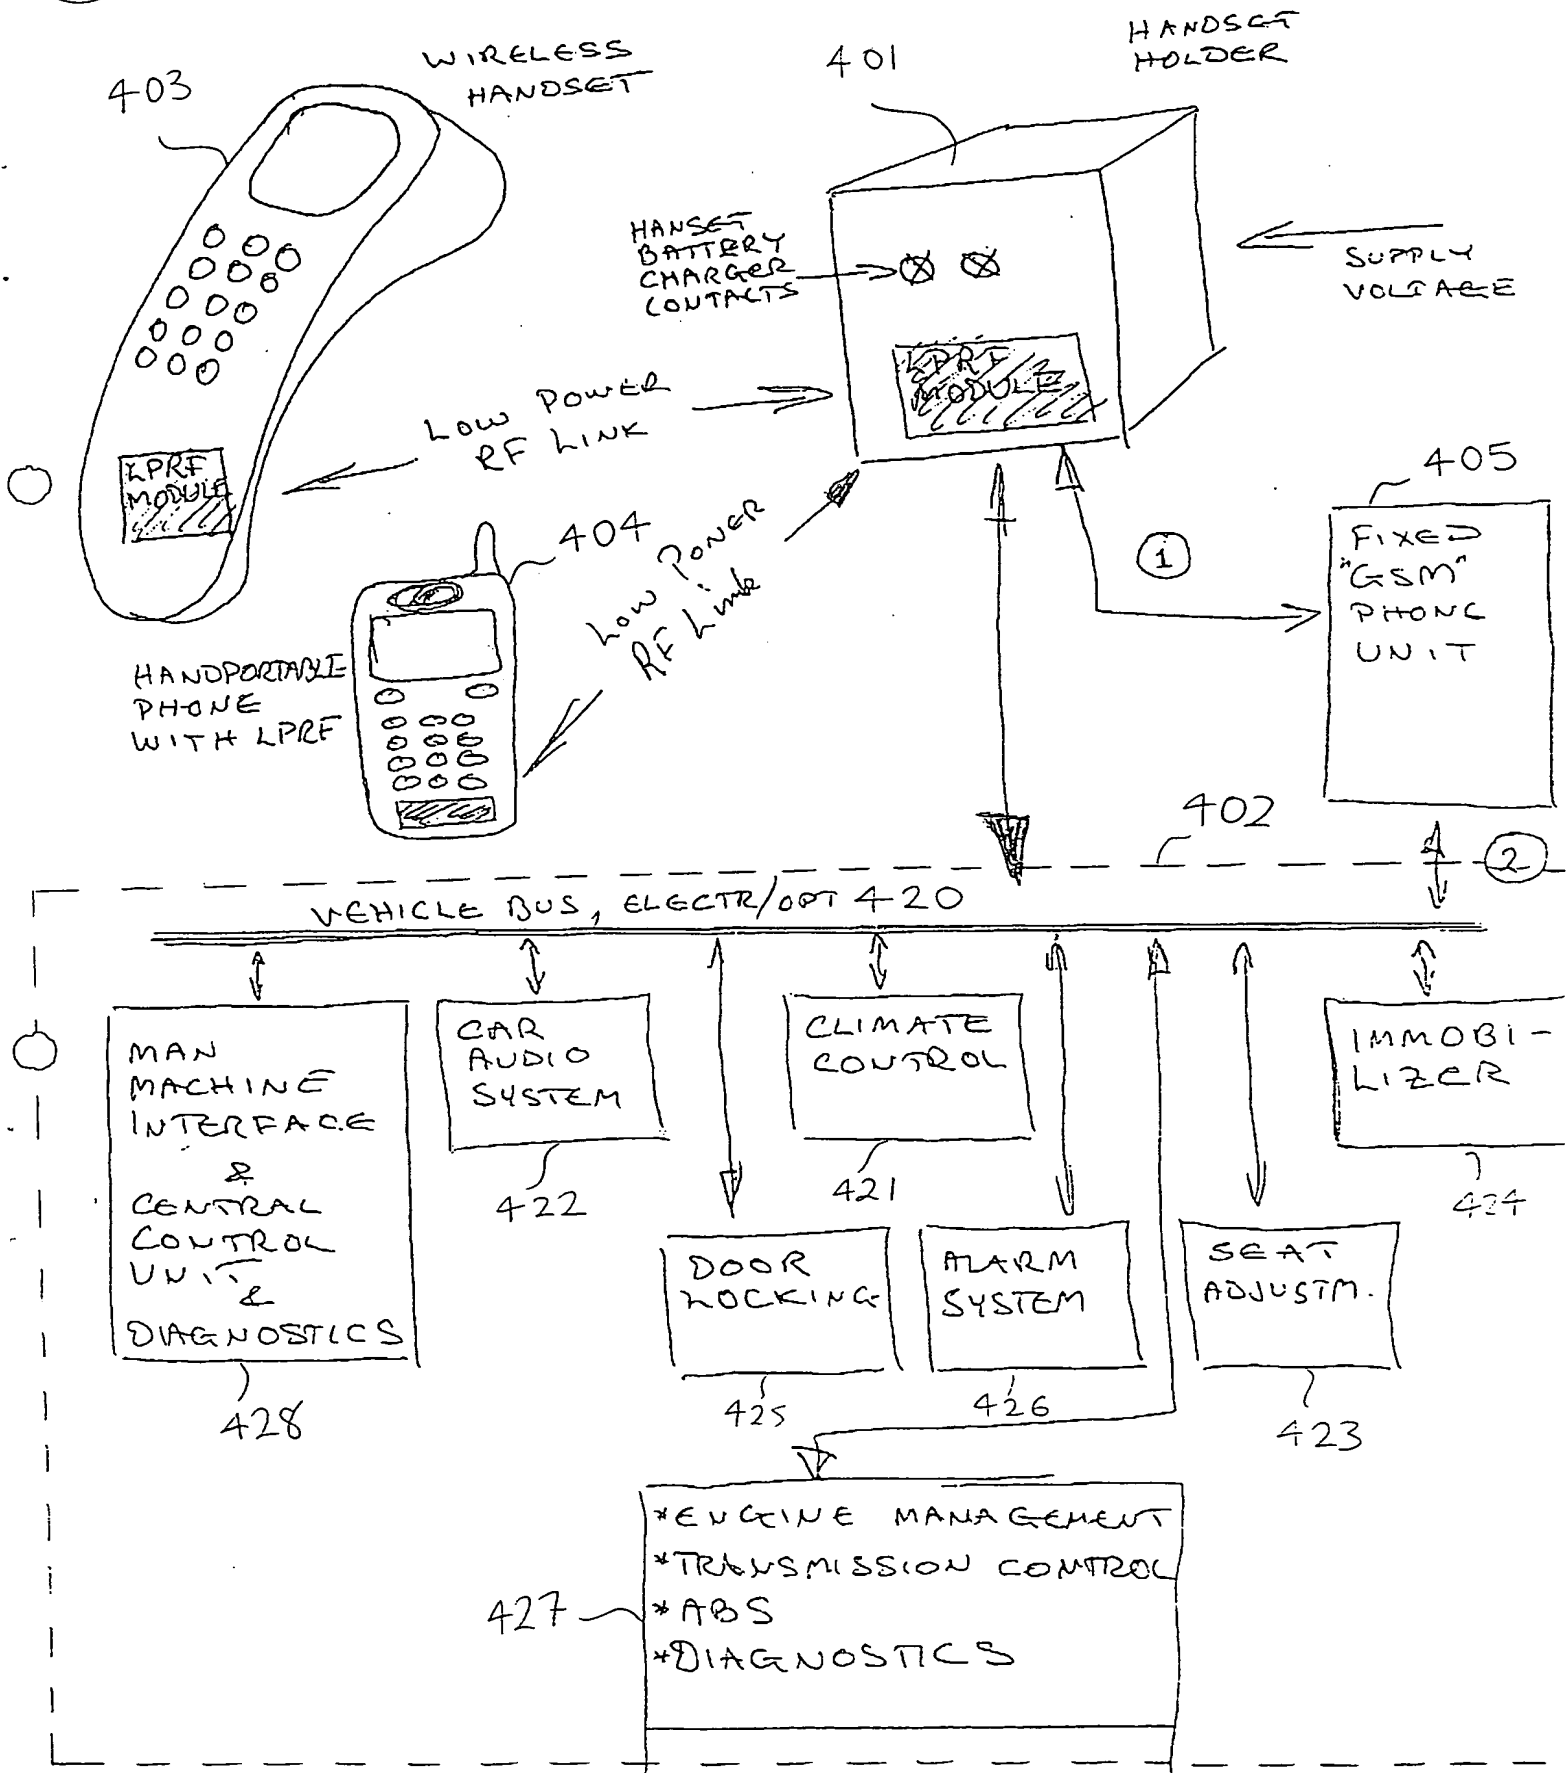 403
WIRELESS
HANDSET
401
HANDSET
HOLDER
HANSET
BATTERY
CHARGER
CONTACTS
SUPPLY
VOLTAGE
LPRF
MODULE
LOW POWER
RF LINK
LPRF
MODULE
404
LOW POWER
RF Link
1
405
FIXED
"GSM"
PHONE
UNIT
HANDPORTABLE
PHONE
WITH LPRF
402
2
VEHICLE BUS, ELECTR/OPT 420
MAN
MACHINE
INTERFACE
&
CENTRAL
CONTROL
UNIT
&
DIAGNOSTICS
428
CAR
AUDIO
SYSTEM
422
CLIMATE
CONTROL
421
IMMOBI-
LIZER
424
DOOR
LOCKING
425
ALARM
SYSTEM
426
SEAT
ADJUSTM.
423
*ENGINE MANAGEMENT
*TRANSMISSION CONTROL
*ABS
*DIAGNOSTICS
427